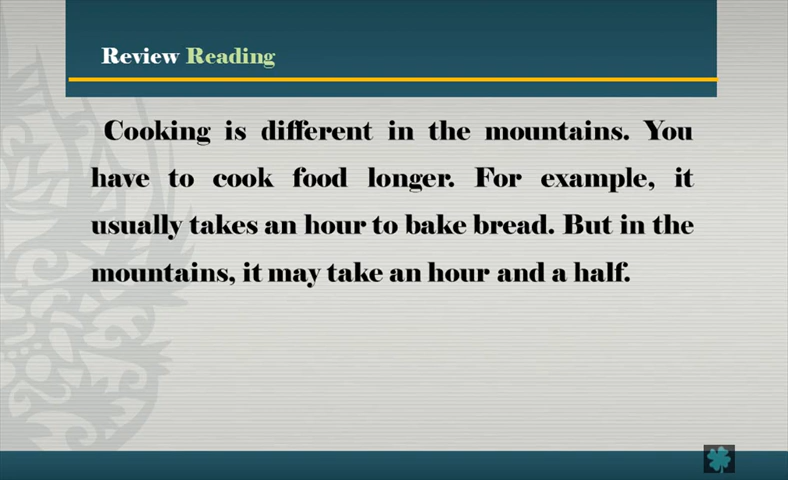 Review Reading
Cooking is different in the mountains. You
have to cook food longer. For example, it
usually takes an hour to bake bread. But in the
mountains, it may take an hour and a half.